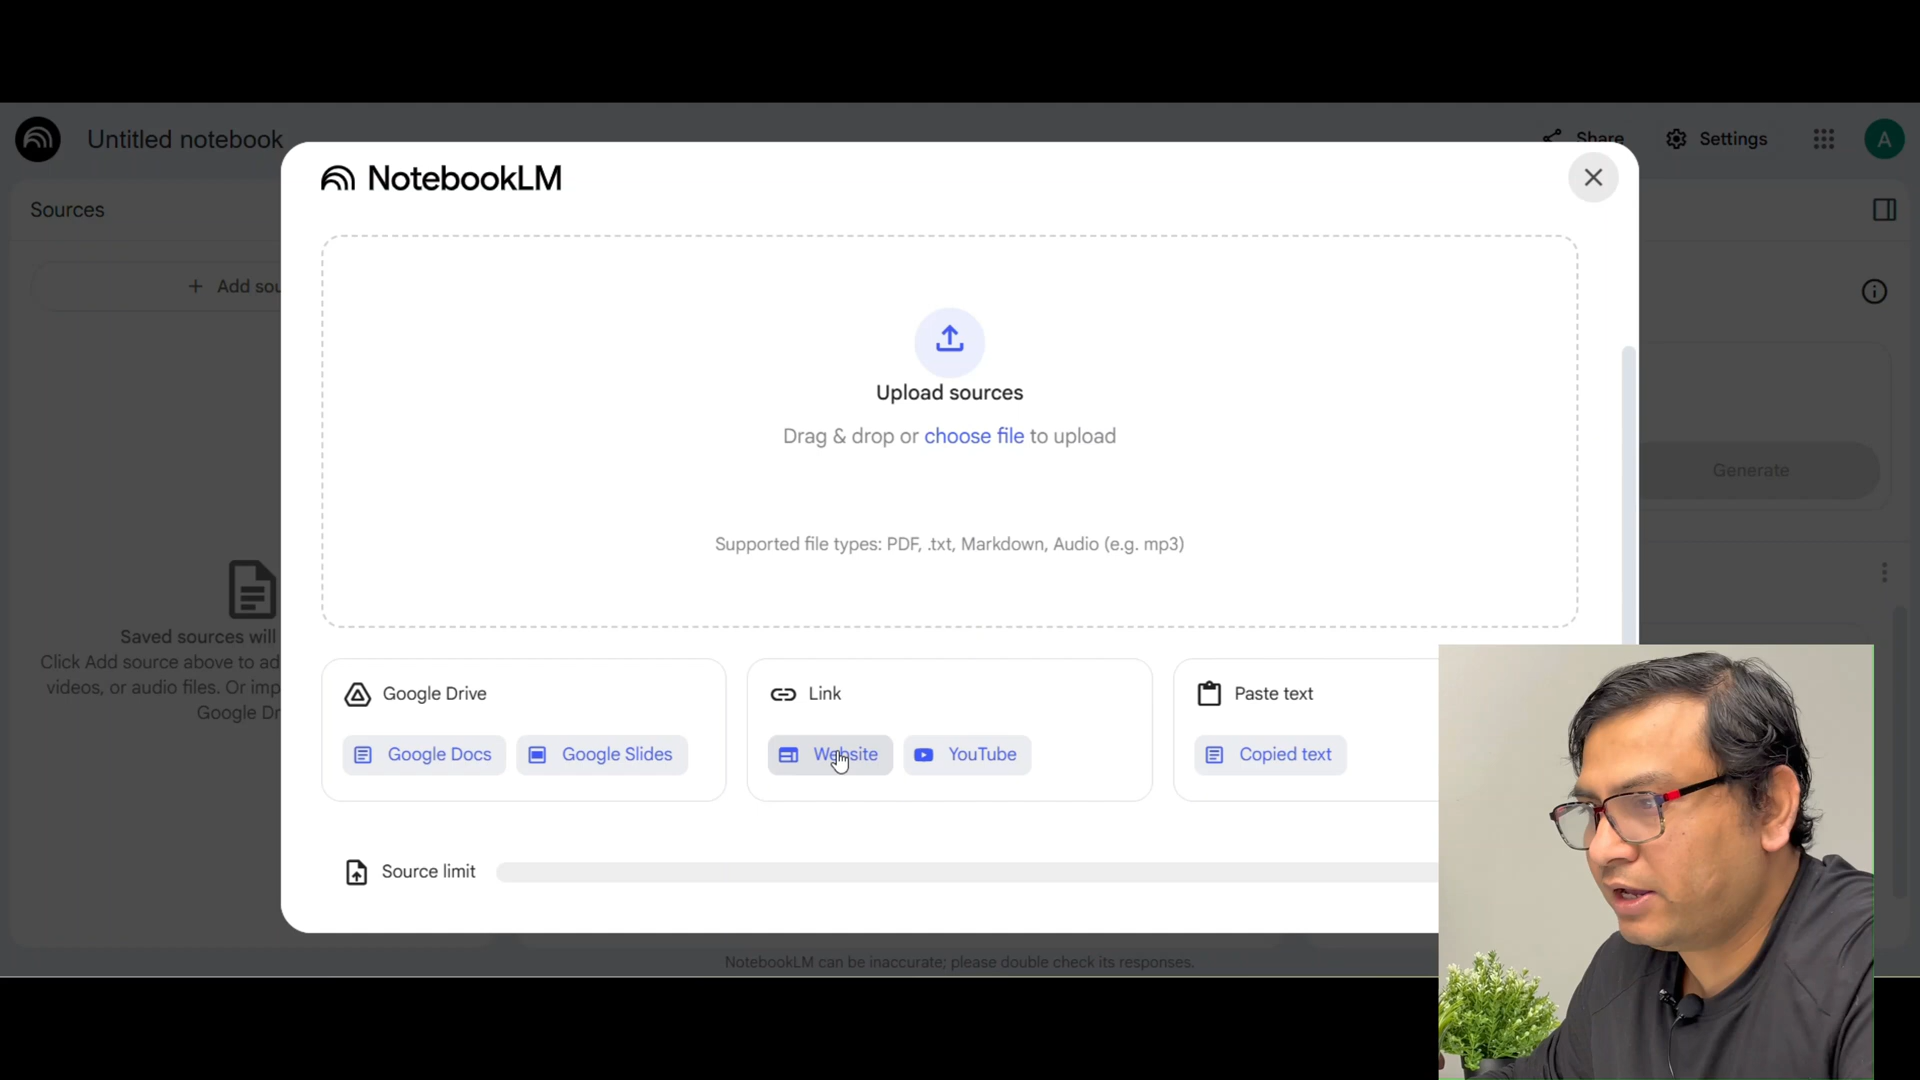 Untitled notebook
Share
Settings
A
NotebookLM
Sources
+ Add sou
Upload sources
Drag & drop or choose file to upload
Supported file types: PDF, .txt, Markdown, Audio (e.g. mp3)
Generate
Saved sources will
Click Add source above to ad
videos, or audio files. Or imp
Google Dr
Google Drive
Google Docs
Google Slides
Link
Website
YouTube
Paste text
Copied text
Source limit
NotebookLM can be inaccurate; please double check its responses.